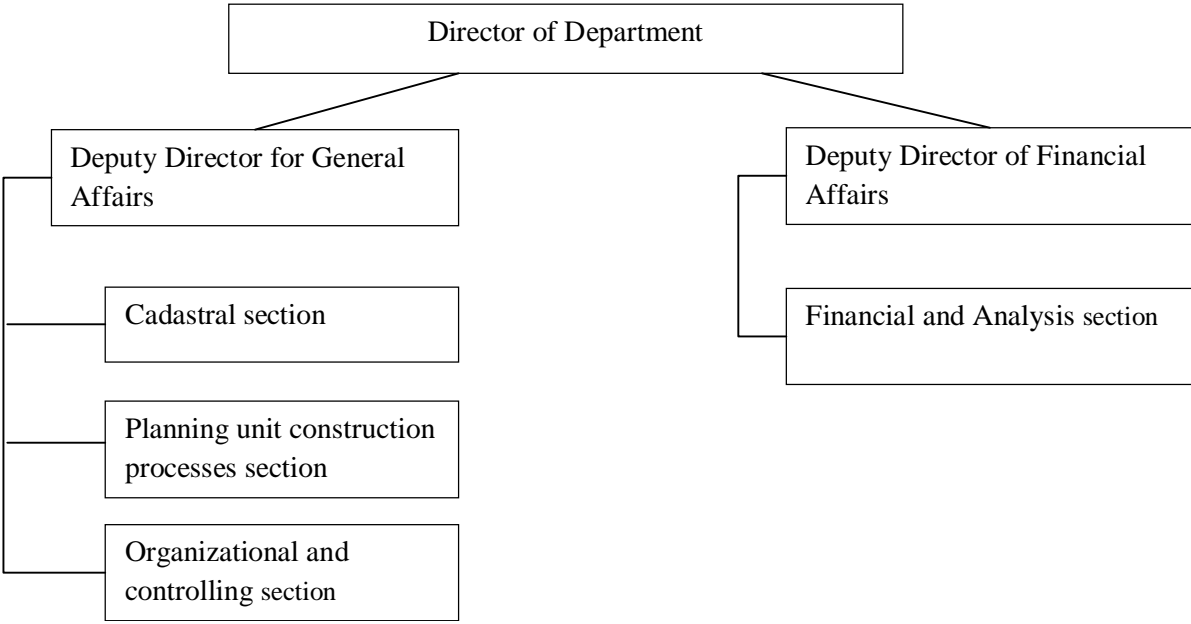 Director of Department
Deputy Director for General
Affairs
Deputy Director of Financial
Affairs
Cadastral section
Financial and Analysis section
Planning unit construction
processes section
Organizational and
controlling section